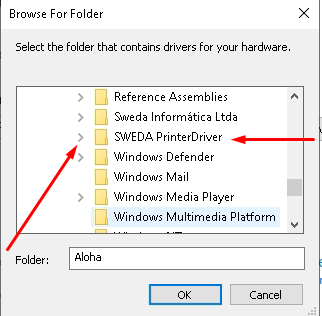 Browse For Folder
Select the folder that contains drivers for your hardware.
Reference Assemblies
Sweda Informática Ltda
SWEDA PrinterDriver
Windows Defender
Windows Mail
Windows Media Player
Windows Multimedia Platform
Folder:
Aloha
OK
Cancel